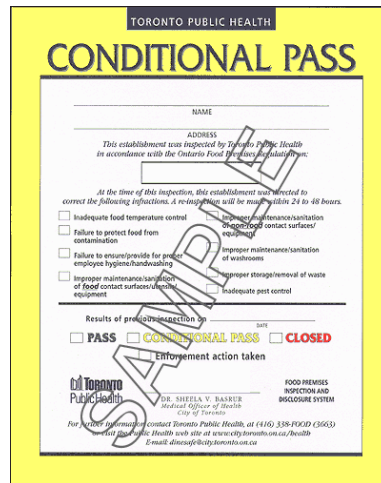 TORONTO PUBLIC HEALTH
CONDITIONAL PASS
NAME
ADDRESS
This establishment was inspected by Toronto Public Health
in accordance with the Ontario Food Premises Regulation on:
At the time of this inspection, this establishment was directed to
correct the following infractions. A re-inspection will be made within 24 to 48 hours.
Inadequate food temperature control
Failure to protect food from
contamination
Failure to ensure/provide for proper
employee hygiene/handwashing
Improper maintenance/sanitation
of food contact surfaces/utensils/
equipment
Improper maintenance/sanitation
of non-food contact surfaces/
equipment
Improper maintenance/sanitation
of washrooms
Improper storage/removal of waste
Inadequate pest control
Results of previous inspection on
DATE
PASS CONDITIONAL PASS CLOSED
Enforcement action taken
TORONTO
Public Health
DR. SHEELA V. BASRUR
Medical Officer of Health
City of Toronto
FOOD PREMISES
INSPECTION AND
DISCLOSURE SYSTEM
For further information contact Toronto Public Health, at (416) 338-FOOD (3663)
or visit the Public Health web site at www.city.toronto.on.ca/health
E-mail: dinesafe@city.toronto.on.ca
SAMPLE